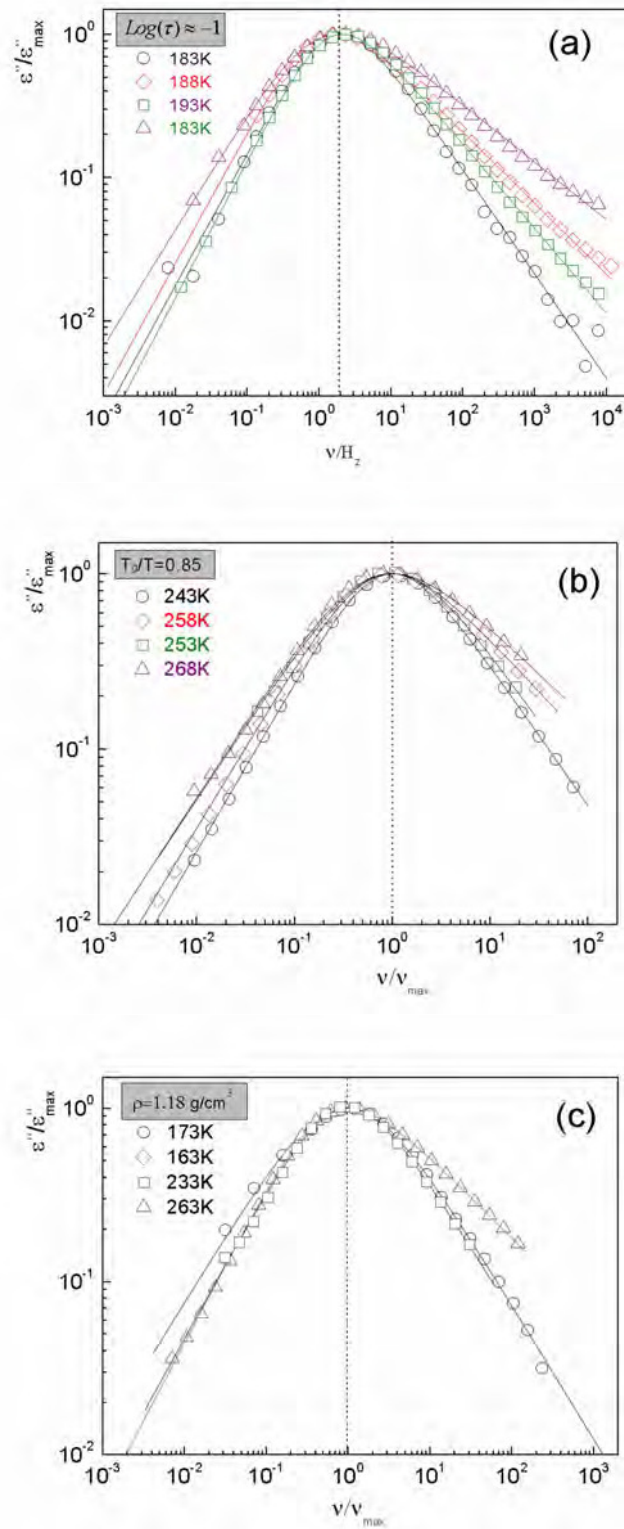 Log(τ) ≈ −1
(a)
183K
188K
193K
183K
ε''/ε''max
10^0
10^-1
10^-2
10^-3 10^-2 10^-1 10^0 10^1 10^2 10^3 10^4
ν/Hz
T₀/T=0.85
(b)
243K
258K
253K
268K
ε''/ε''max
10^0
10^-1
10^-2
10^-3 10^-2 10^-1 10^0 10^1 10^2
ν/νmax
ρ=1.18 g/cm³
(c)
173K
163K
233K
263K
ε''/ε''max
10^0
10^-1
10^-2
10^-3 10^-2 10^-1 10^0 10^1 10^2 10^3
ν/νmax